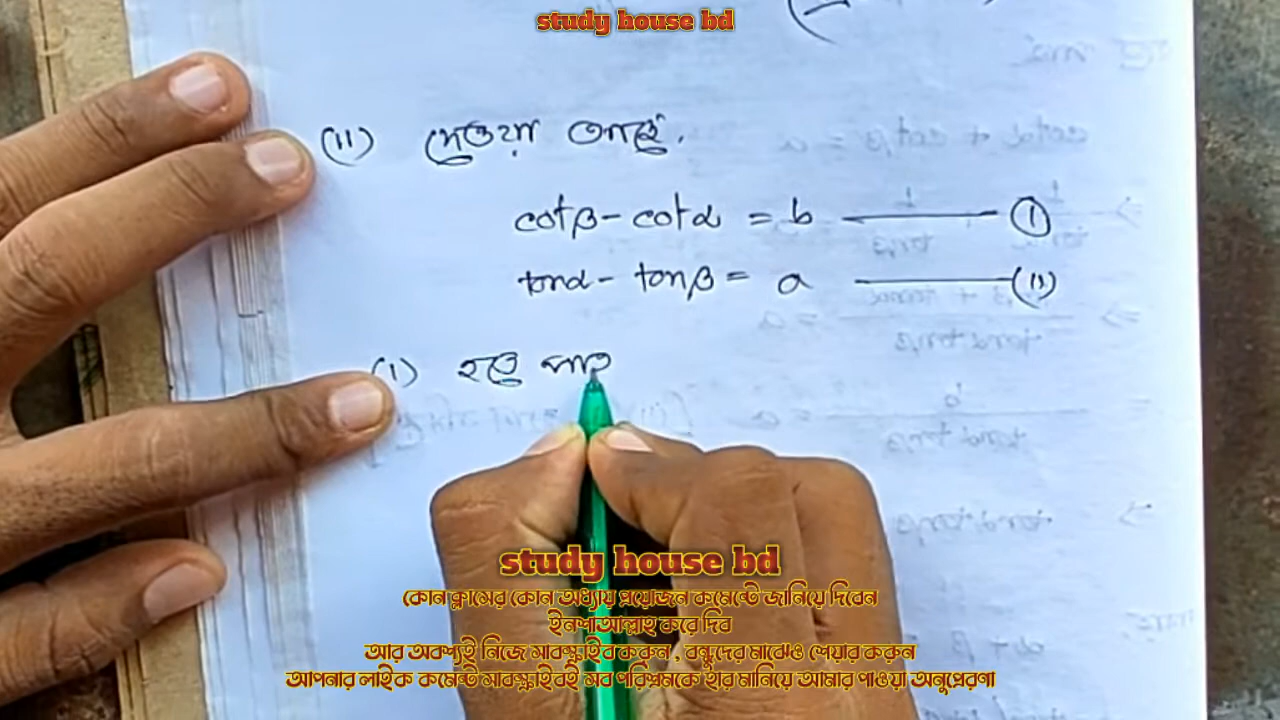 study house bd
(ii) দেওয়া আছে,
cotβ - cotα = b ——— (i)
tanα - tanβ = a ——— (ii)
(i) হতে পাই
study house bd
কোন ক্লাসের কোন অধ্যায় প্রয়োজন কমেন্টে জানিয়ে দিবেন
ইনশাআল্লাহ করে দিব
আর অবশ্যই নিজে সাবস্ক্রাইব করুন , বন্ধুদের মাঝেও শেয়ার করুন
আপনার লাইক কমেন্ট সাবস্ক্রাইবই সব পরিশ্রমকে হার মানিয়ে আমার পাওয়া অনুপ্রেরণা